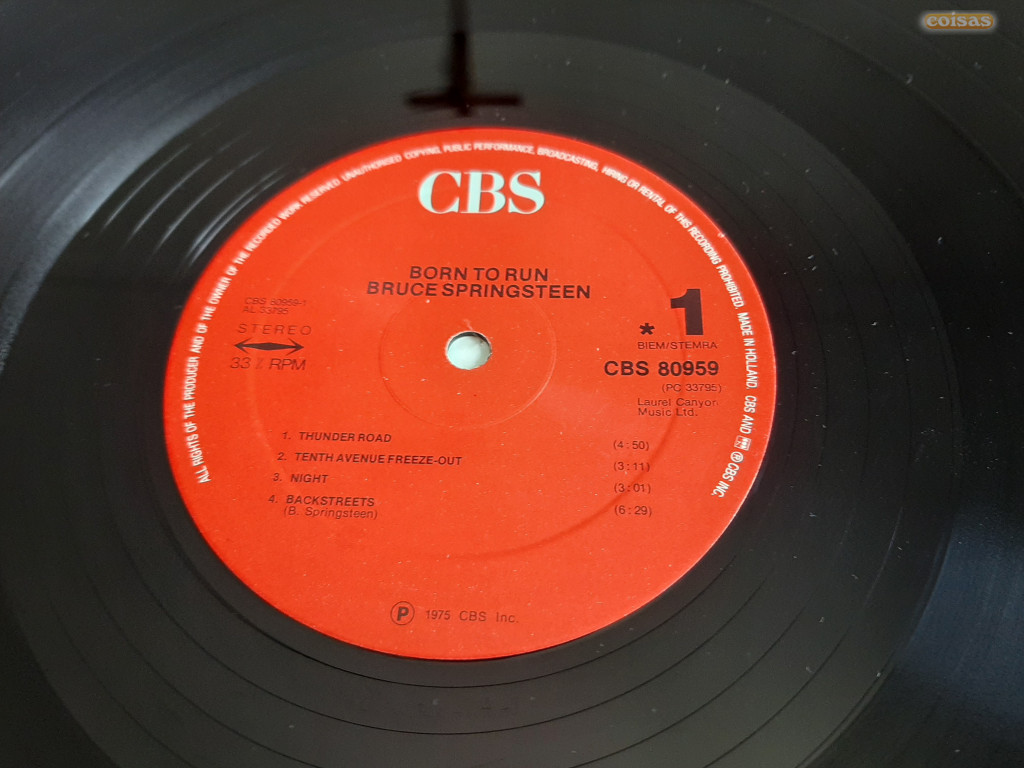 coisas
ALL RIGHTS OF THE PRODUCER AND OF THE OWNER OF THE RECORDED WORK RESERVED. UNAUTHORISED COPYING, PUBLIC PERFORMANCE, BROADCASTING, HIRING OR RENTAL OF THIS RECORDING PROHIBITED. MADE IN HOLLAND. CBS AND ℗ CBS INC.
CBS
BORN TO RUN
BRUCE SPRINGSTEEN
CBS 80959-1
AL-33795
STEREO
33⅓ RPM
* 1
BIEM/STEMRA
CBS 80959
(PC 33795)
Laurel Canyon
Music Ltd.
1. THUNDER ROAD (4:50)
2. TENTH AVENUE FREEZE-OUT (3:11)
3. NIGHT (3:01)
4. BACKSTREETS (6:29)
(B. Springsteen)
℗ 1975 CBS Inc.